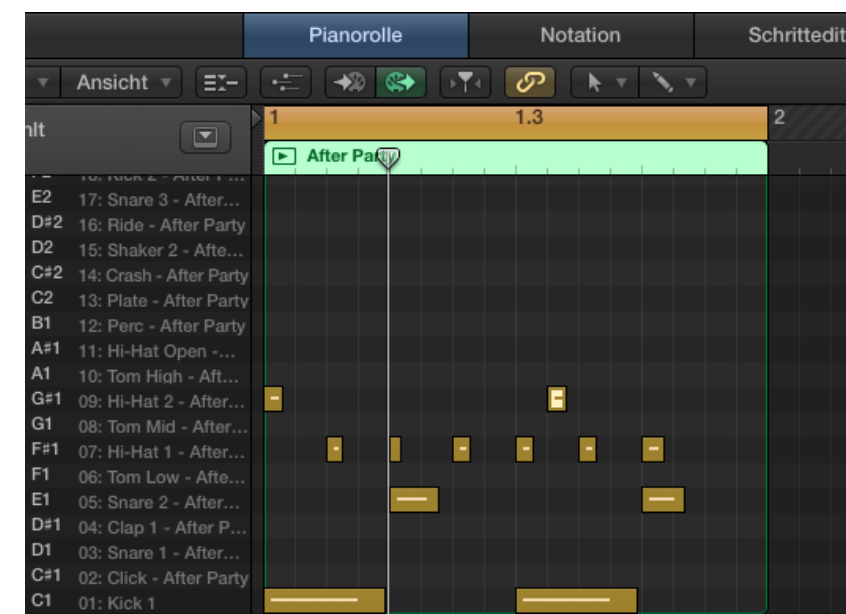 Pianorolle Notation Schrittedit
Ansicht
hlt
1 1.3 2
After Party
E2 17: Snare 3 - After...
D#2 16: Ride - After Party
D2 15: Shaker 2 - Afte...
C#2 14: Crash - After Party
C2 13: Plate - After Party
B1 12: Perc - After Party
A#1 11: Hi-Hat Open -...
A1 10: Tom High - Aft...
G#1 09: Hi-Hat 2 - After...
G1 08: Tom Mid - After...
F#1 07: Hi-Hat 1 - After...
F1 06: Tom Low - Afte...
E1 05: Snare 2 - After...
D#1 04: Clap 1 - After P...
D1 03: Snare 1 - After...
C#1 02: Click - After Party
C1 01: Kick 1